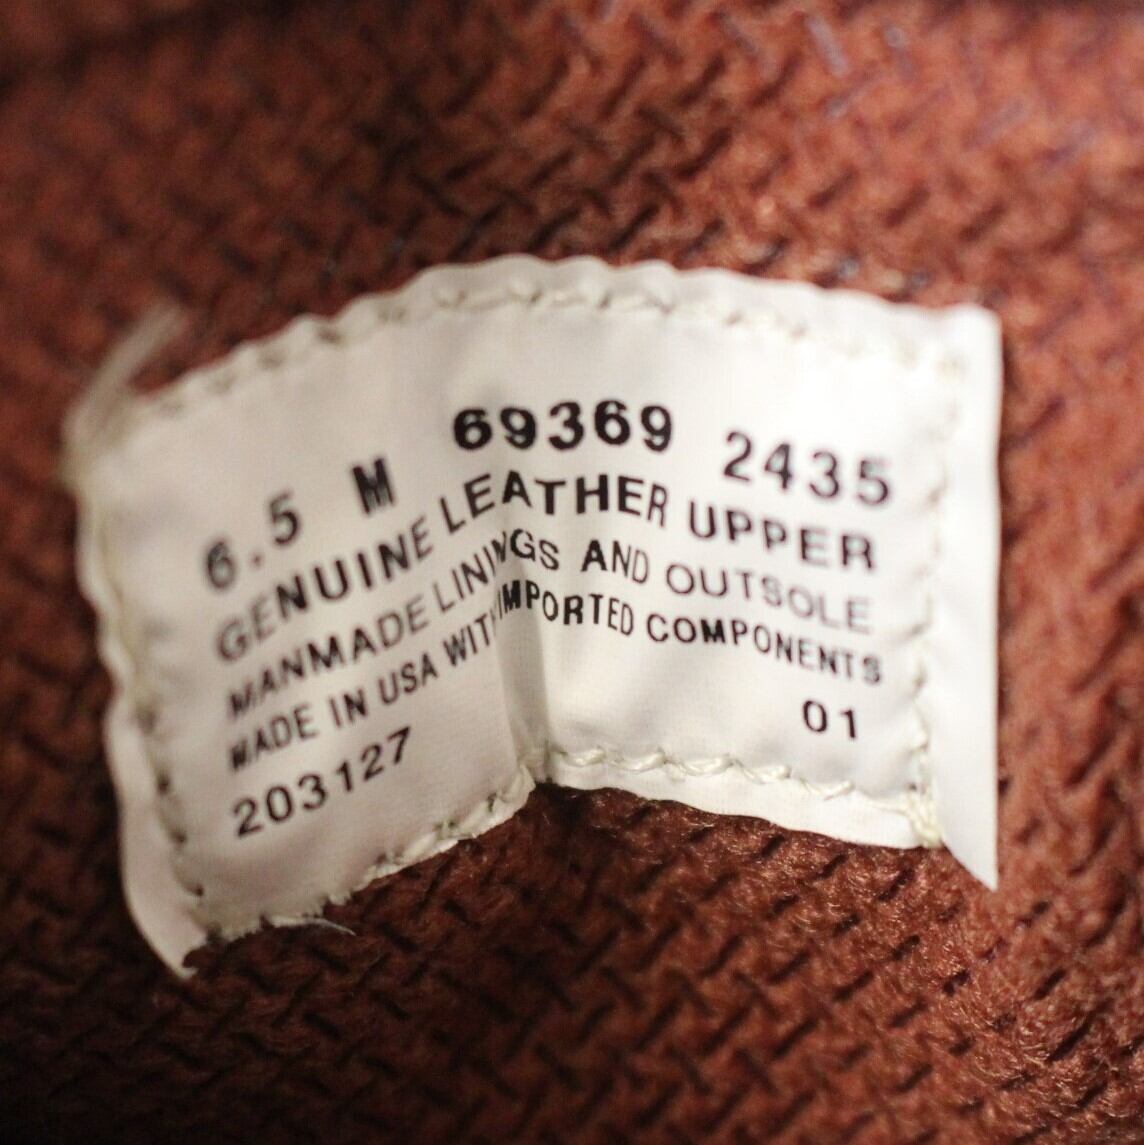 6.5 M 69369 2435
GENUINE LEATHER UPPER
MANMADE LININGS AND OUTSOLE
MADE IN USA WITH IMPORTED COMPONENTS
203127 01